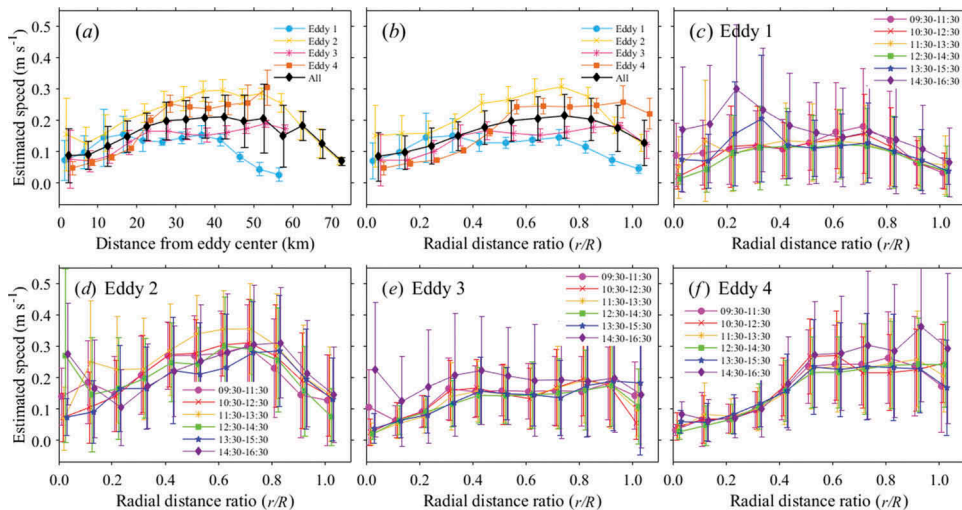 (a)
Eddy 1
Eddy 2
Eddy 3
Eddy 4
All
Estimated speed (m s⁻¹)
0.5
0.4
0.3
0.2
0.1
0.0
0 10 20 30 40 50 60 70
Distance from eddy center (km)
(b)
Eddy 1
Eddy 2
Eddy 3
Eddy 4
All
0.0 0.2 0.4 0.6 0.8 1.0
Radial distance ratio (r/R)
(c) Eddy 1
09:30-11:30
10:30-12:30
11:30-13:30
12:30-14:30
13:30-15:30
14:30-16:30
0.0 0.2 0.4 0.6 0.8 1.0
Radial distance ratio (r/R)
(d) Eddy 2
Estimated speed (m s⁻¹)
0.5
0.4
0.3
0.2
0.1
0.0
09:30-11:30
10:30-12:30
11:30-13:30
12:30-14:30
13:30-15:30
14:30-16:30
0.0 0.2 0.4 0.6 0.8 1.0
Radial distance ratio (r/R)
(e) Eddy 3
09:30-11:30
10:30-12:30
11:30-13:30
12:30-14:30
13:30-15:30
14:30-16:30
0.0 0.2 0.4 0.6 0.8 1.0
Radial distance ratio (r/R)
(f) Eddy 4
09:30-11:30
10:30-12:30
11:30-13:30
12:30-14:30
13:30-15:30
14:30-16:30
0.0 0.2 0.4 0.6 0.8 1.0
Radial distance ratio (r/R)